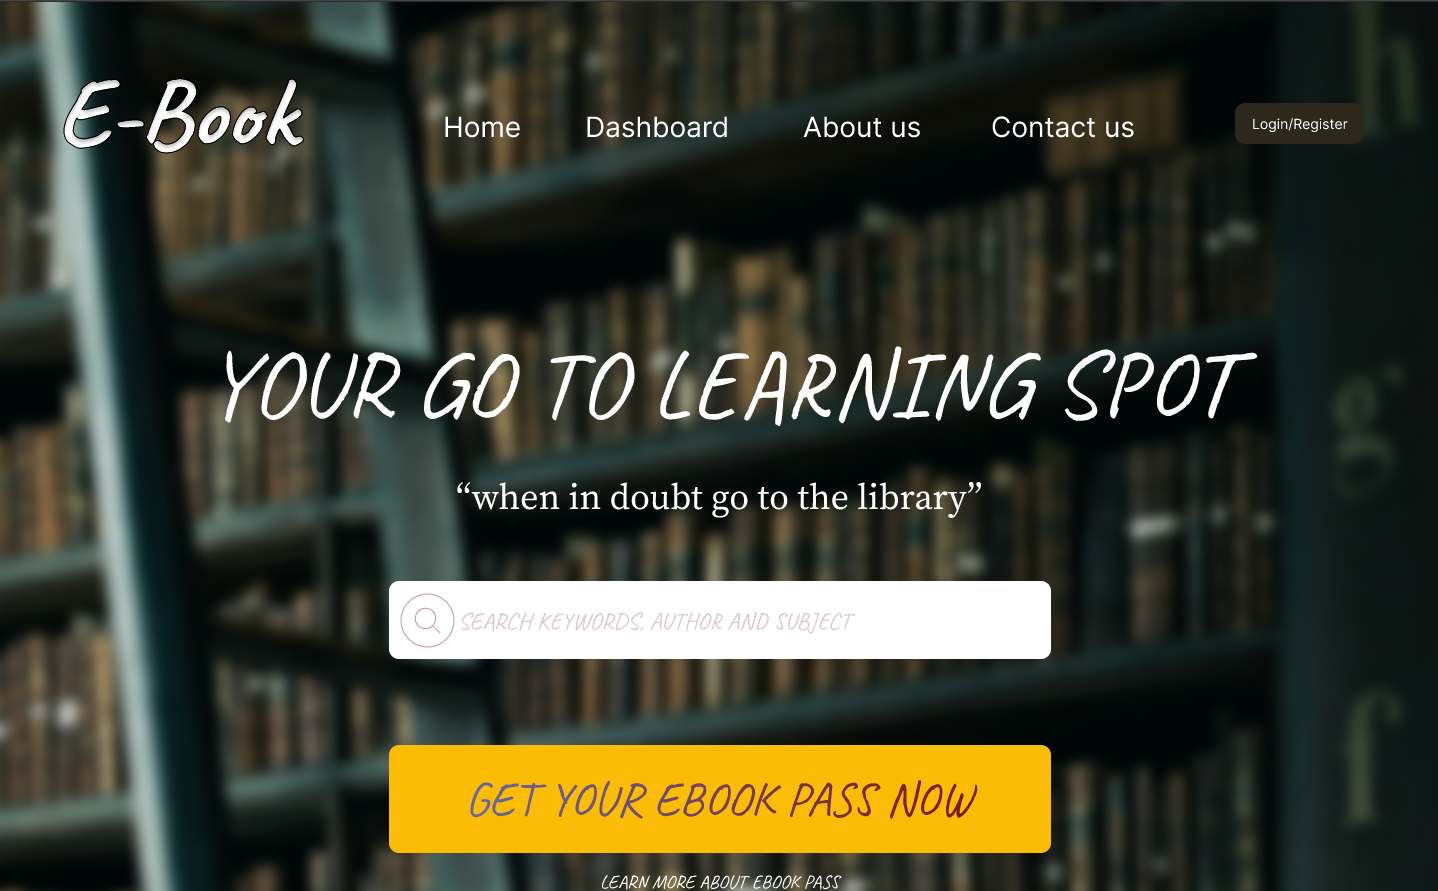 E-Book
Home Dashboard About us Contact us Login/Register
YOUR GO TO LEARNING SPOT
“when in doubt go to the library”
SEARCH KEYWORDS, AUTHOR AND SUBJECT
GET YOUR EBOOK PASS NOW
LEARN MORE ABOUT EBOOK PASS
h
g
f